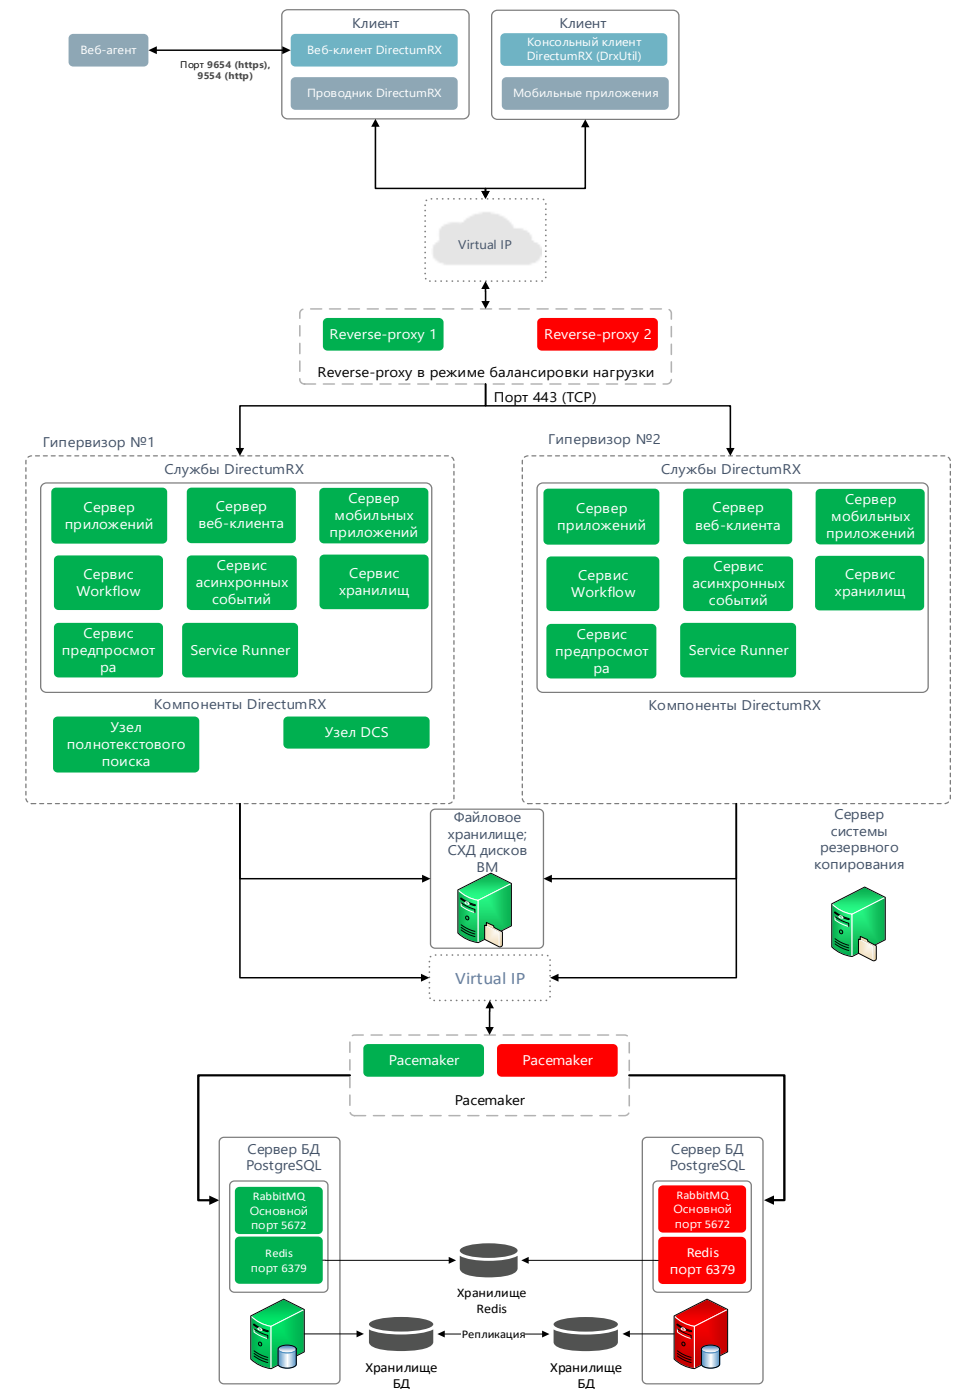 Клиент
Веб-клиент DirectumRX
Проводник DirectumRX
Клиент
Консольный клиент
DirectumRX (DrxUtil)
Мобильные приложения
Веб-агент
Порт 9654 (https),
9554 (http)
Virtual IP
Reverse-proxy 1
Reverse-proxy 2
Reverse-proxy в режиме балансировки нагрузки
Порт 443 (TCP)
Гипервизор №1
Службы DirectumRX
Сервер
приложений
Сервер
веб-клиента
Сервер
мобильных
приложений
Сервис
Workflow
Сервис
асинхронных
событий
Сервис
хранилищ
Сервис
предпросмот
ра
Service Runner
Компоненты DirectumRX
Узел
полнотекстового
поиска
Узел DCS
Гипервизор №2
Службы DirectumRX
Сервер
приложений
Сервер
веб-клиента
Сервер
мобильных
приложений
Сервис
Workflow
Сервис
асинхронных
событий
Сервис
хранилищ
Сервис
предпросмот
ра
Service Runner
Компоненты DirectumRX
Файловое
хранилище;
СХД дисков
ВМ
Сервер
системы
резервного
копирования
Virtual IP
Pacemaker
Pacemaker
Pacemaker
Сервер БД
PostgreSQL
RabbitMQ
Основной
порт 5672
Redis
порт 6379
Сервер БД
PostgreSQL
RabbitMQ
Основной
порт 5672
Redis
порт 6379
Хранилище
Redis
Репликация
Хранилище
БД
Хранилище
БД